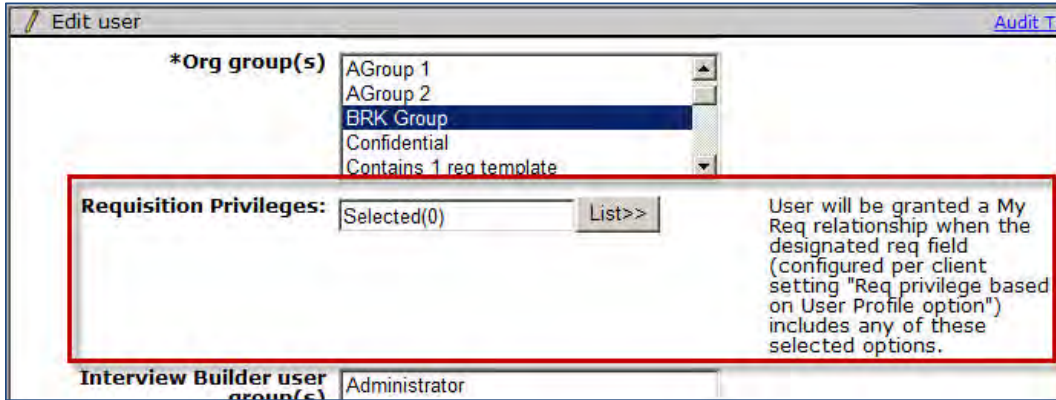 Edit user
Audit T
*Org group(s)
AGroup 1
AGroup 2
BRK Group
Confidential
Contains 1 req template
Requisition Privileges:
Selected(0)
List>>
User will be granted a My
Req relationship when the
designated req field
(configured per client
setting "Req privilege based
on User Profile option")
includes any of these
selected options.
Interview Builder user
group(s)
Administrator